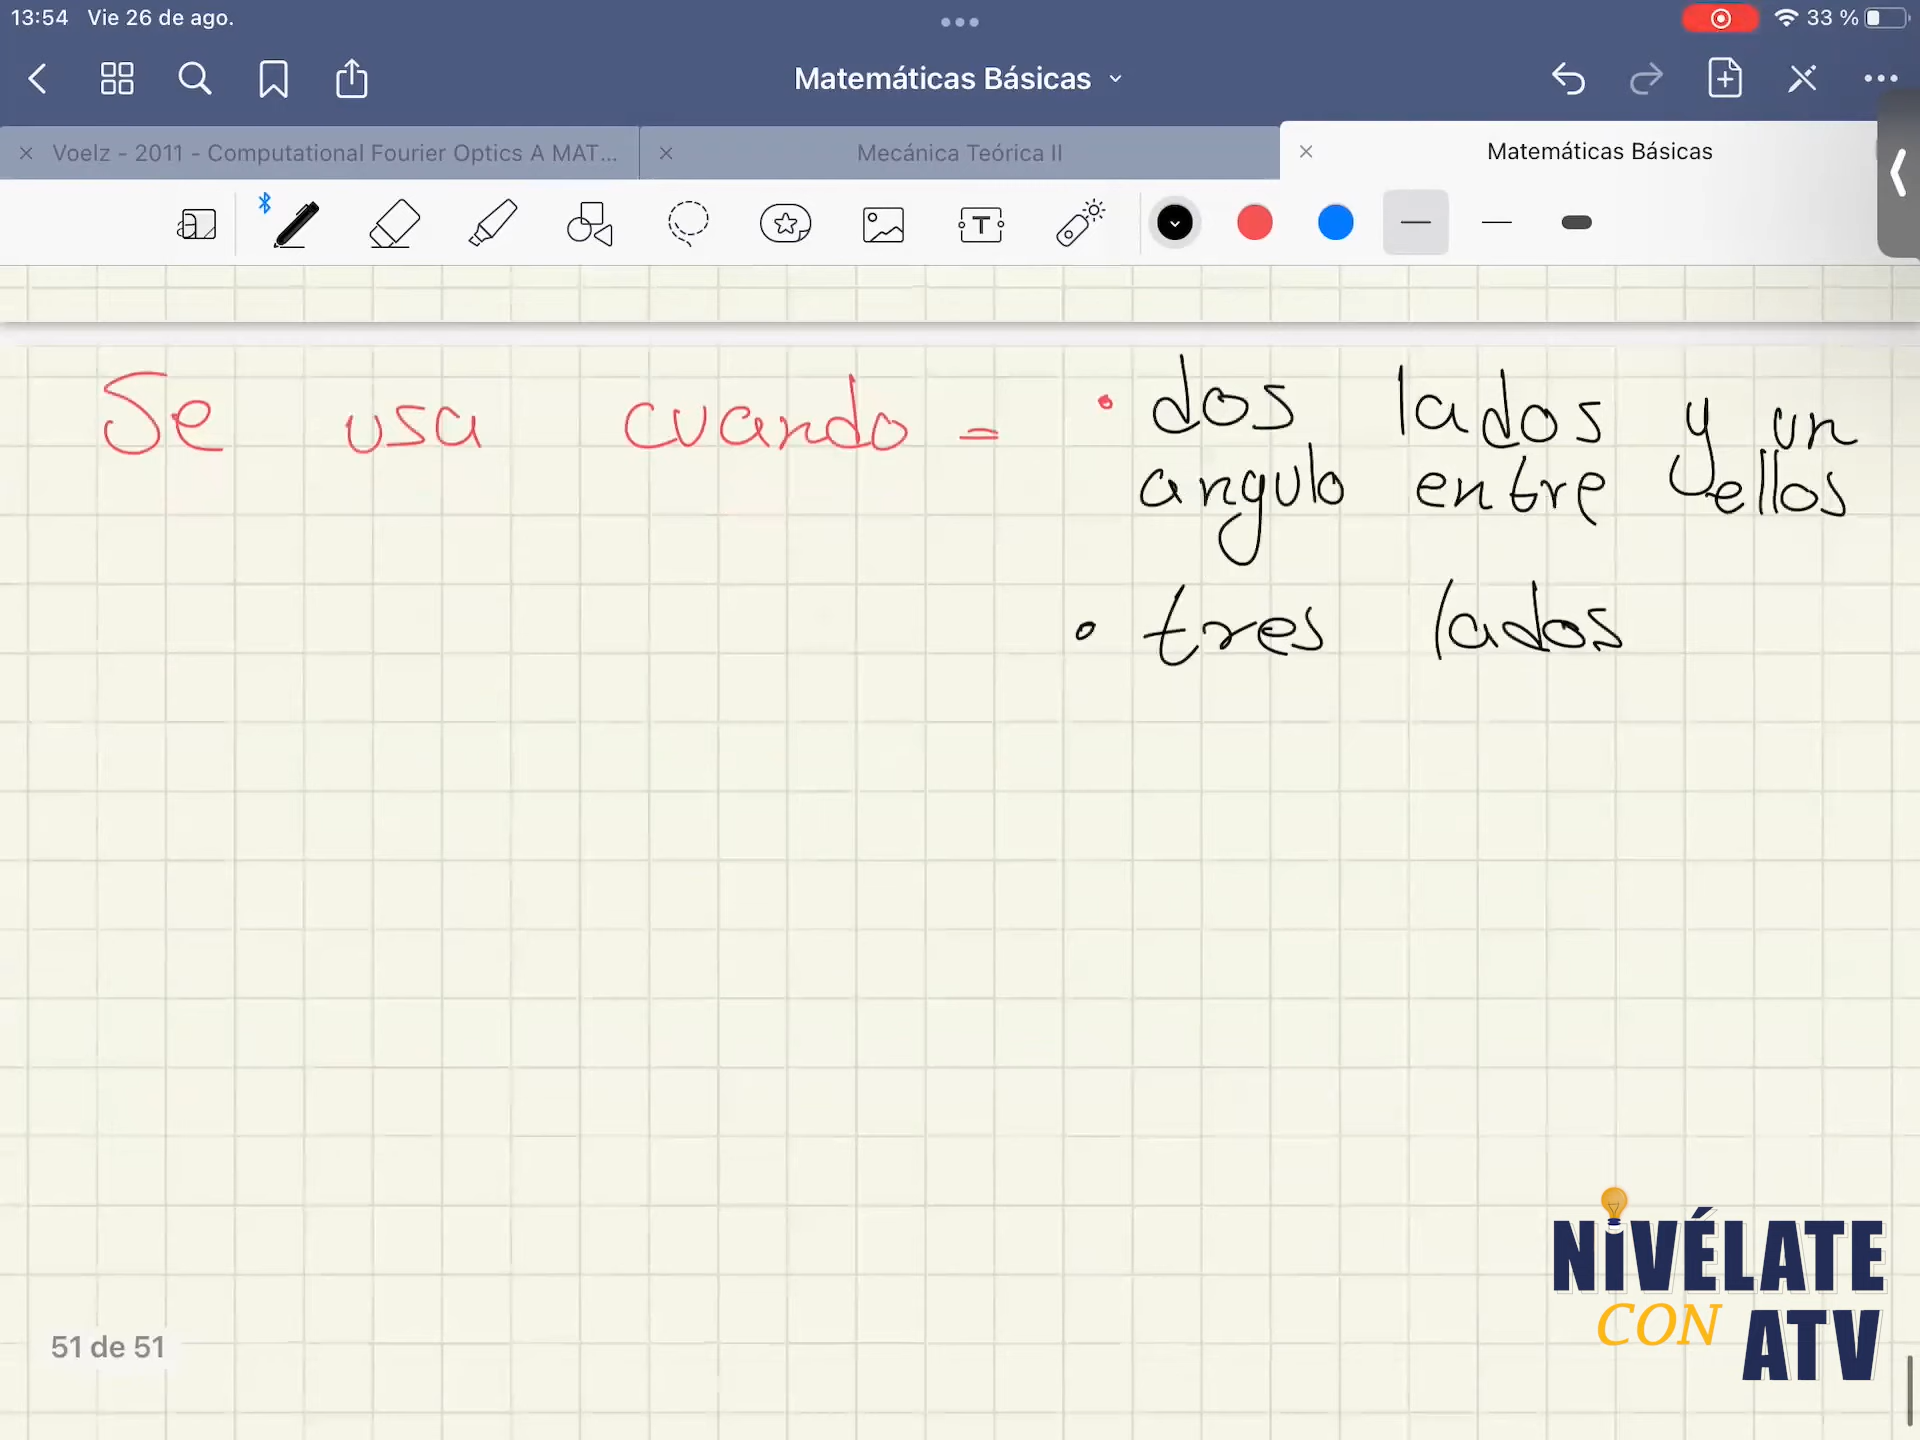 13:54 Vie 26 de ago.
33 %
Matemáticas Básicas
Voelz - 2011 - Computational Fourier Optics A MAT...
Mecánica Teórica II
Matemáticas Básicas
T
Se usa cuando = • dos lados y un
angulo entre ellos
• tres lados
NIVÉLATE
CON
ATV
51 de 51